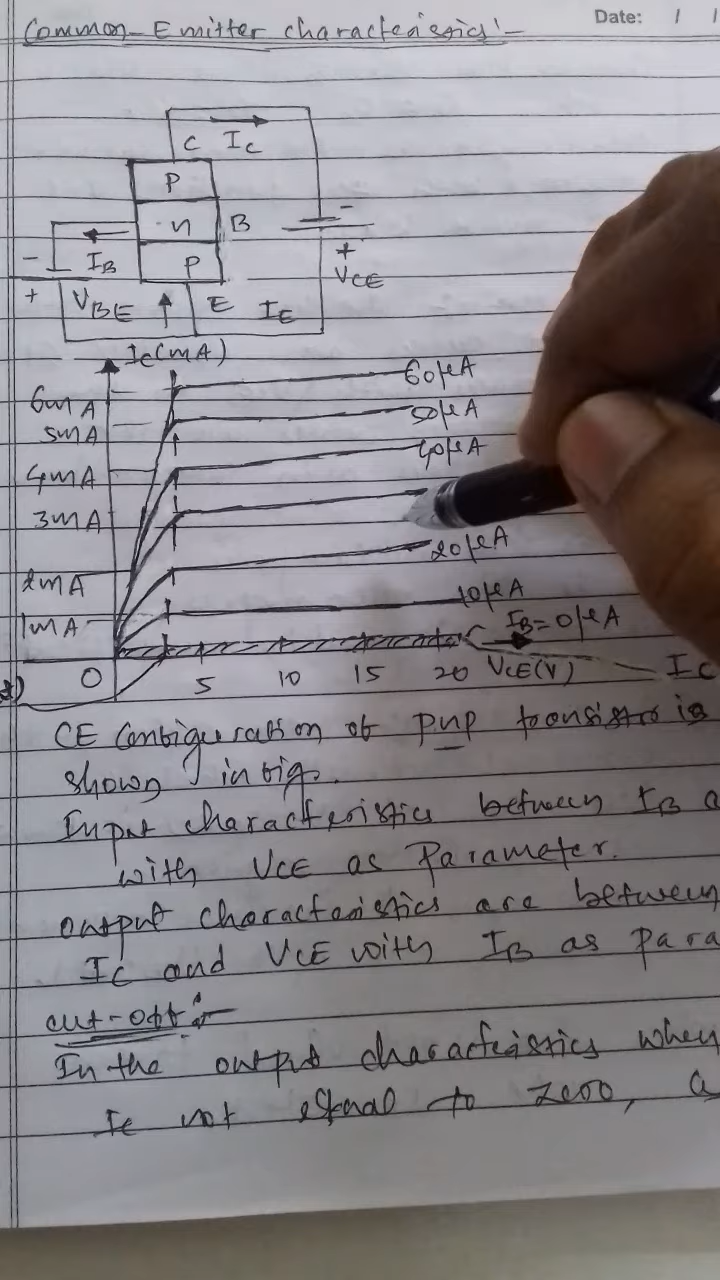 Date: / /
Common-Emitter characteristics:-
C IC
P
n B
P
- IB
+ VBE E IE
-
+
VCE
IC(mA)
60μA
6mA
50μA
5mA
40μA
4mA
3mA
20μA
2mA
10μA
1mA
IB=0μA
0 5 10 15 20 VCE(V) IC
CE Configuration of pnp transistor is
shown in fig.
Input characteristics between IB
with VCE as Parameter.
output characteristics are between
IC and VCE with IB as para
cut-off:-
In the output characteristics when
not equal to zero,